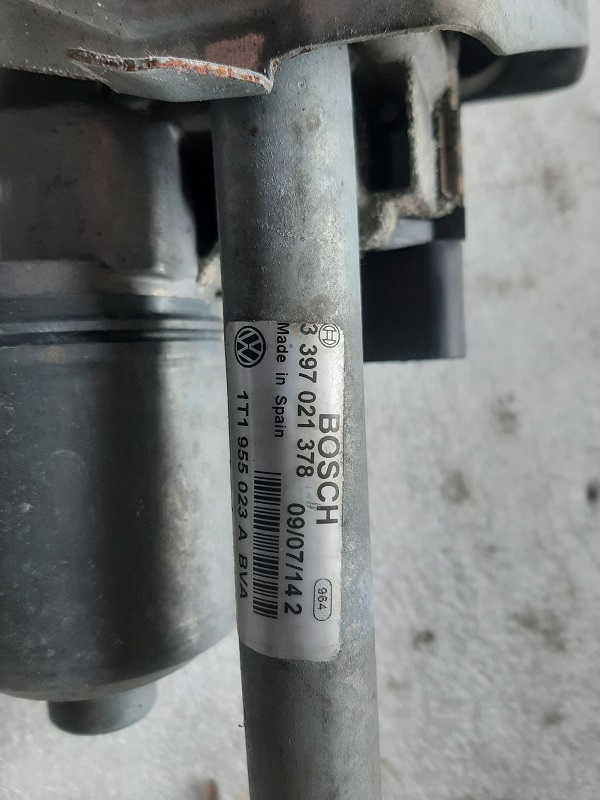 BOSCH
3 397 021 378
09/07/14 2
964
Made in Spain
1T1 955 023 A BVA